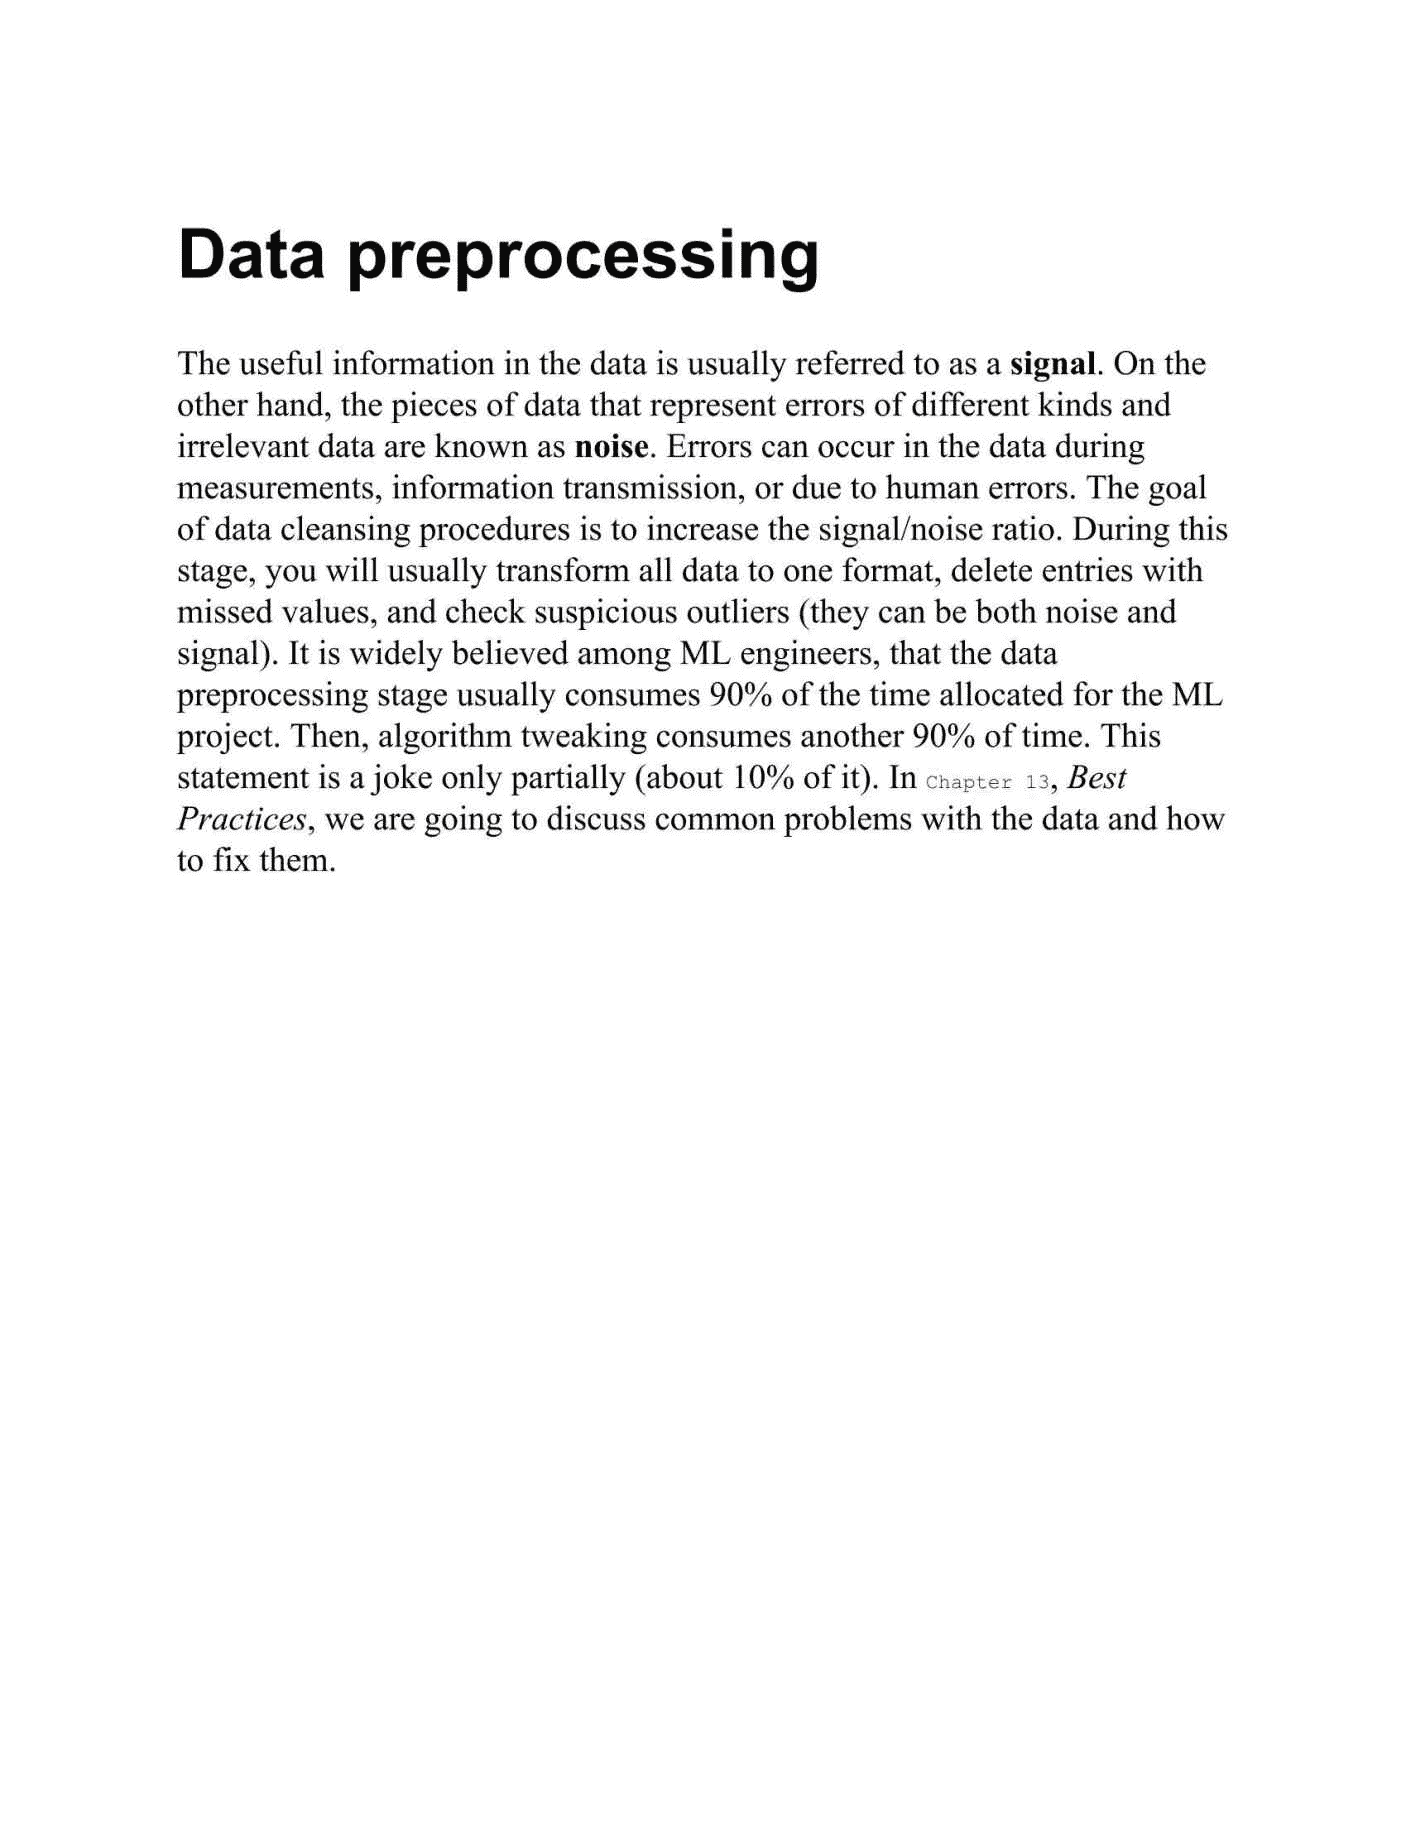 Data preprocessing
The useful information in the data is usually referred to as a signal. On the
other hand, the pieces of data that represent errors of different kinds and
irrelevant data are known as noise. Errors can occur in the data during
measurements, information transmission, or due to human errors. The goal
of data cleansing procedures is to increase the signal/noise ratio. During this
stage, you will usually transform all data to one format, delete entries with
missed values, and check suspicious outliers (they can be both noise and
signal). It is widely believed among ML engineers, that the data
preprocessing stage usually consumes 90% of the time allocated for the ML
project. Then, algorithm tweaking consumes another 90% of time. This
statement is a joke only partially (about 10% of it). In Chapter 13, Best
Practices, we are going to discuss common problems with the data and how
to fix them.